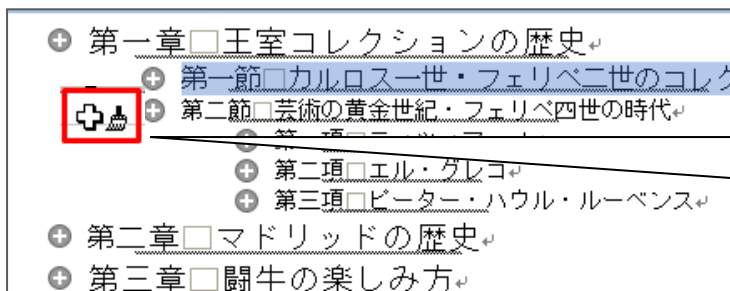 第一章□王室コレクションの歴史↵
第一節□カルロス一世・フェリペ二世のコレク
第二節□芸術の黄金世紀・フェリペ四世の時代↵
第二項□エル・グレコ↵
第三項□ピーター・パウル・ルーベンス↵
第二章□マドリッドの歴史↵
第三章□闘牛の楽しみ方↵